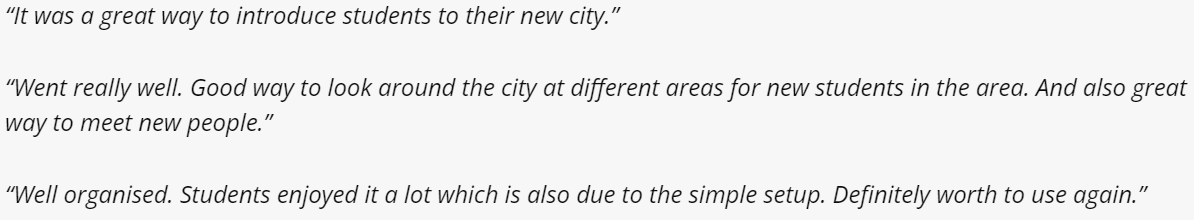 “It was a great way to introduce students to their new city.”
“Went really well. Good way to look around the city at different areas for new students in the area. And also great
way to meet new people.”
“Well organised. Students enjoyed it a lot which is also due to the simple setup. Definitely worth to use again.”